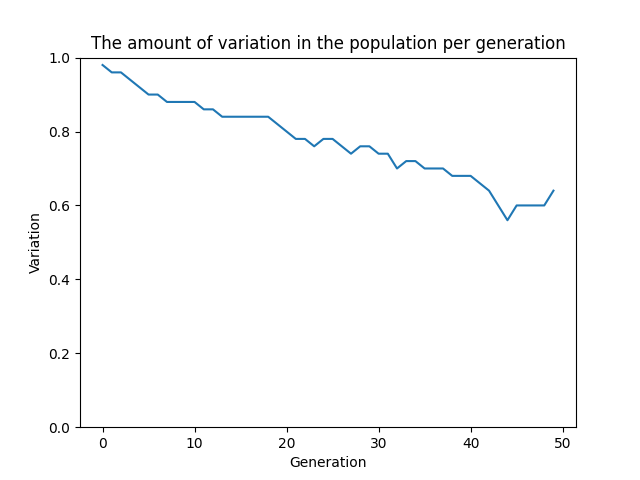 The amount of variation in the population per generation
1.0
0.8
0.6
0.4
0.2
0.0
Variation
0 10 20 30 40 50
Generation